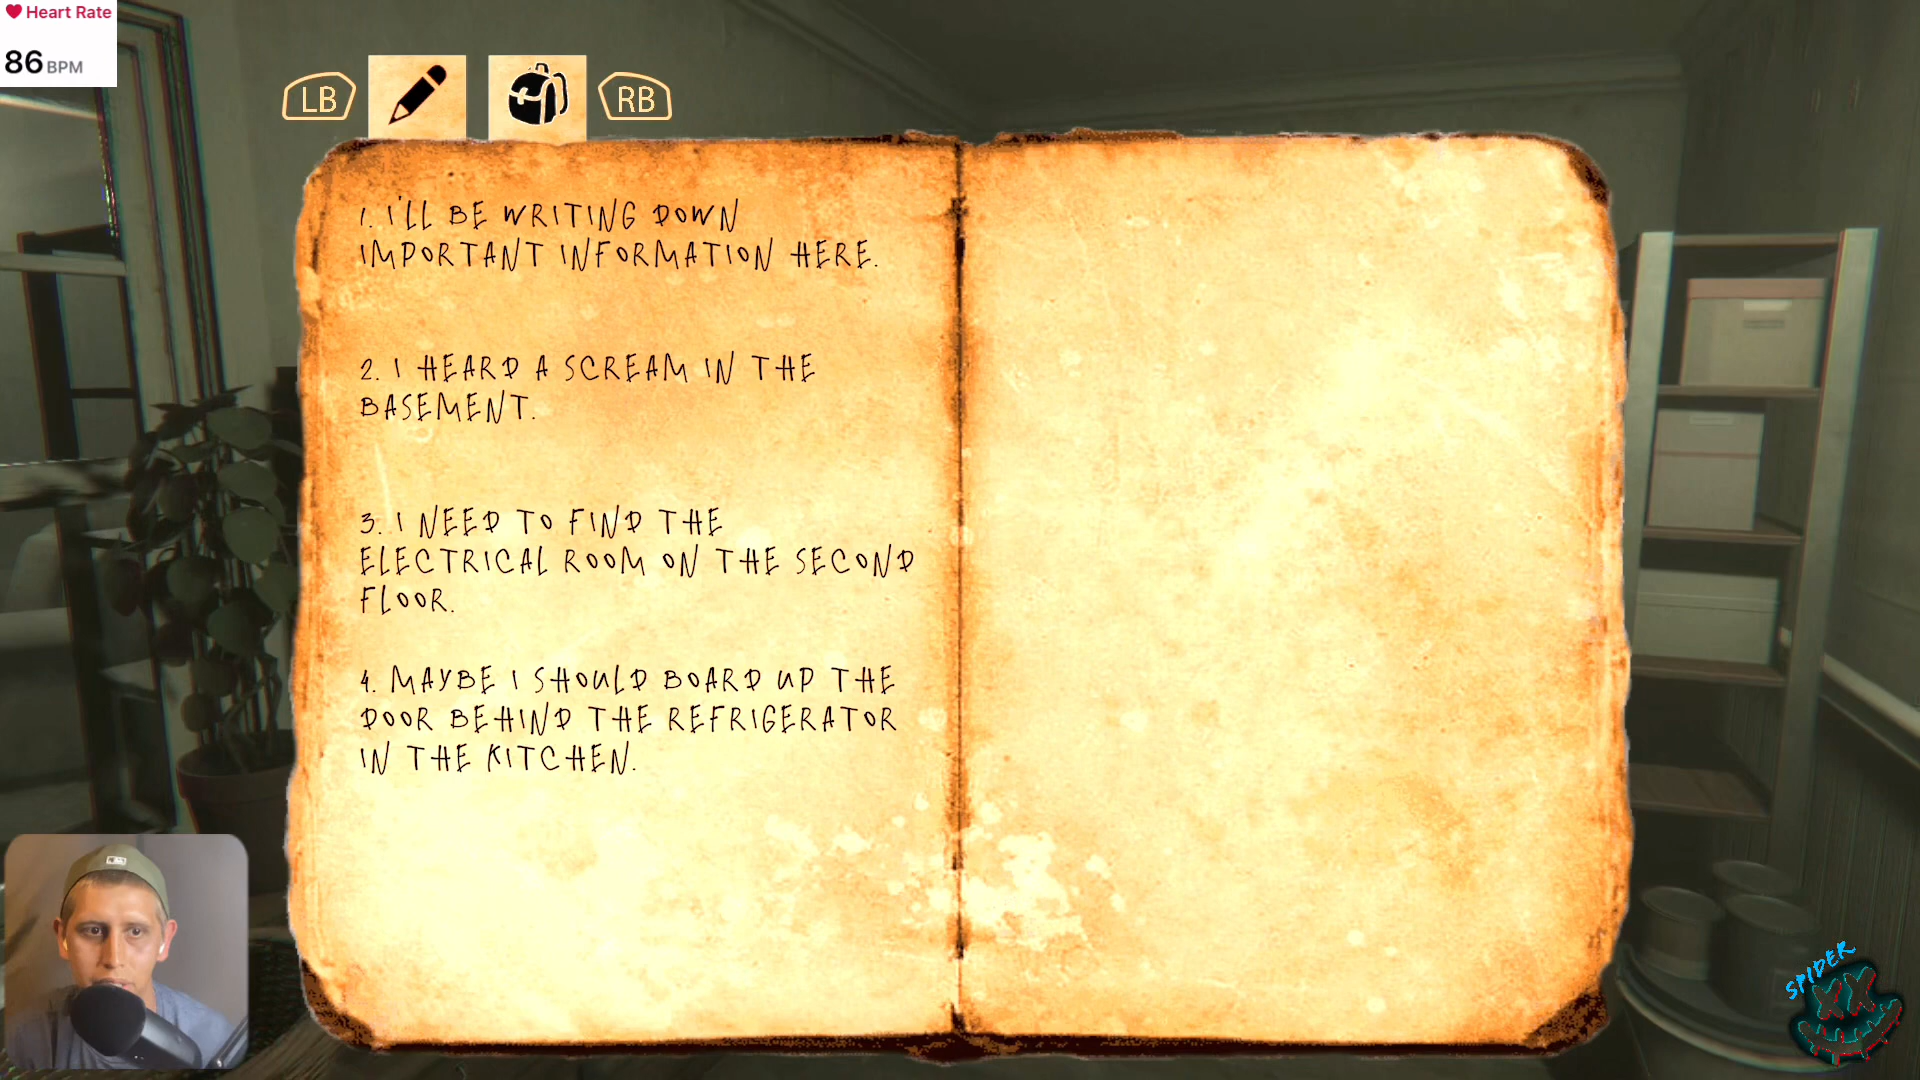 Heart Rate
86 BPM
LB
RB
1. I'LL BE WRITING DOWN
IMPORTANT INFORMATION HERE.
2. I HEARD A SCREAM IN THE
BASEMENT.
3. I NEED TO FIND THE
ELECTRICAL ROOM ON THE SECOND
FLOOR.
4. MAYBE I SHOULD BOARD UP THE
DOOR BEHIND THE REFRIGERATOR
IN THE KITCHEN.
SPIDER